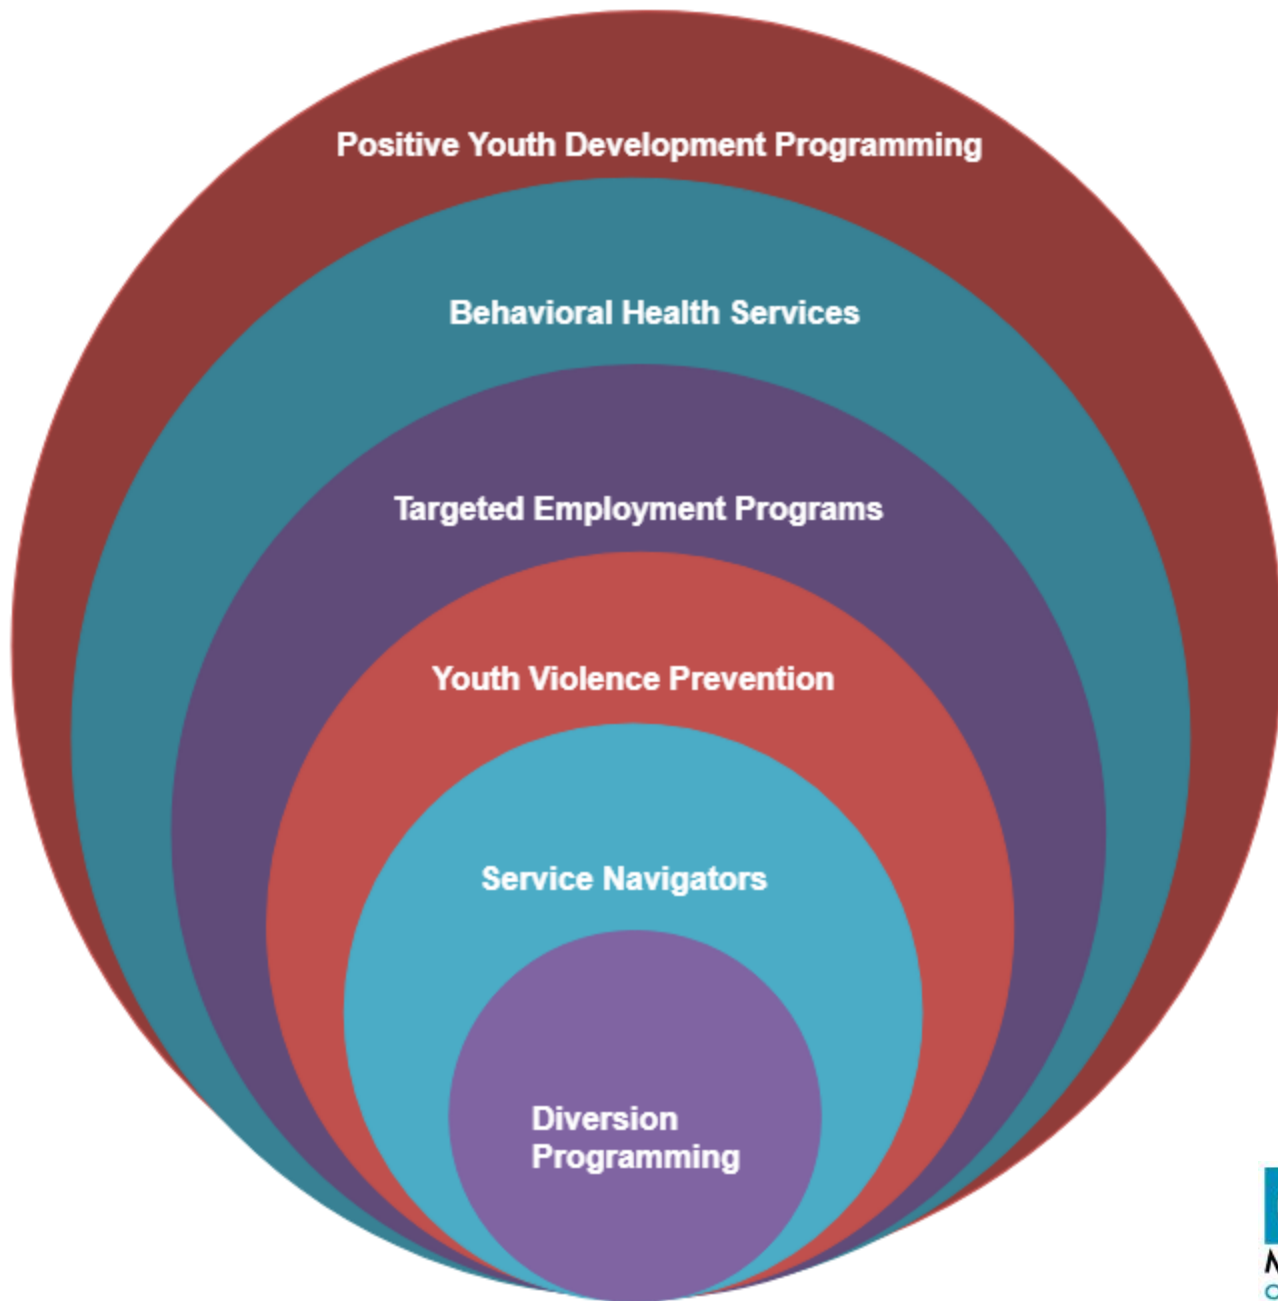 Positive Youth Development Programming
Behavioral Health Services
Targeted Employment Programs
Youth Violence Prevention
Service Navigators
Diversion
Programming